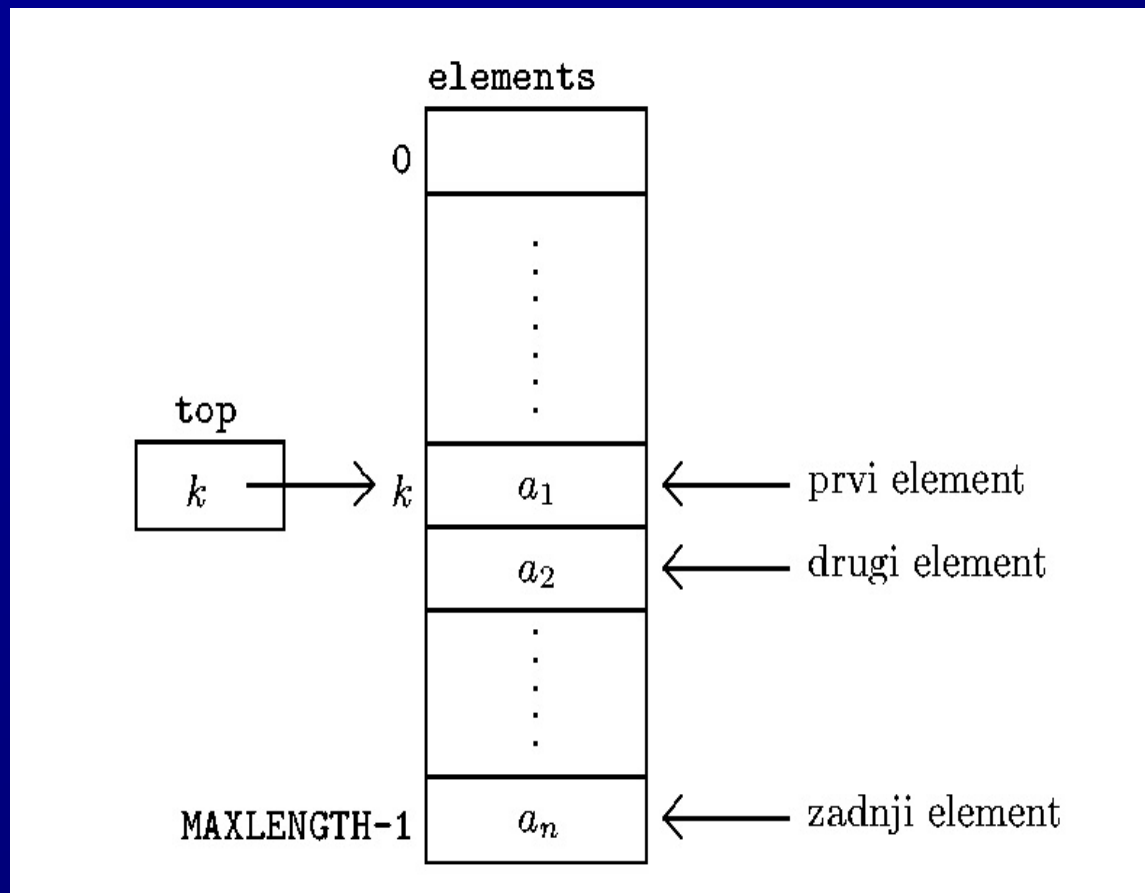 elements
0
top
k
k
a₁
prvi element
a₂
drugi element
MAXLENGTH-1
aₙ
zadnji element